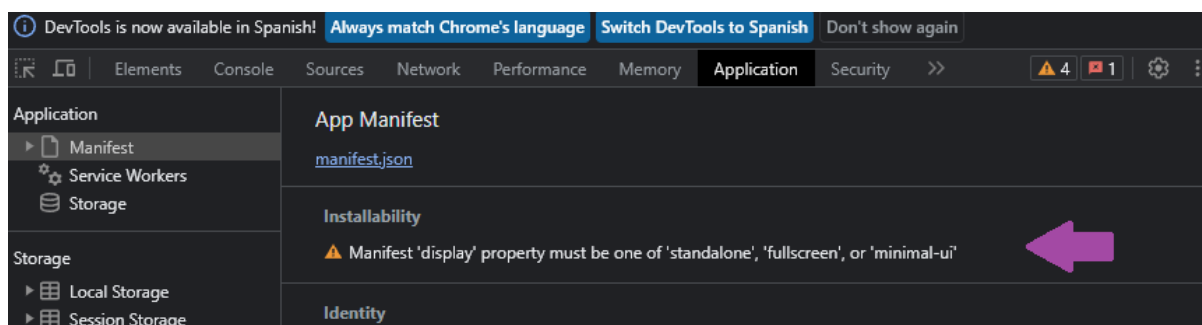 DevTools is now available in Spanish! Always match Chrome's language Switch DevTools to Spanish Don't show again
Elements Console Sources Network Performance Memory Application Security >> 4 1
Application
Manifest
Service Workers
Storage
Storage
Local Storage
Session Storage
App Manifest
manifest.json
Installability
Manifest 'display' property must be one of 'standalone', 'fullscreen', or 'minimal-ui'
Identity